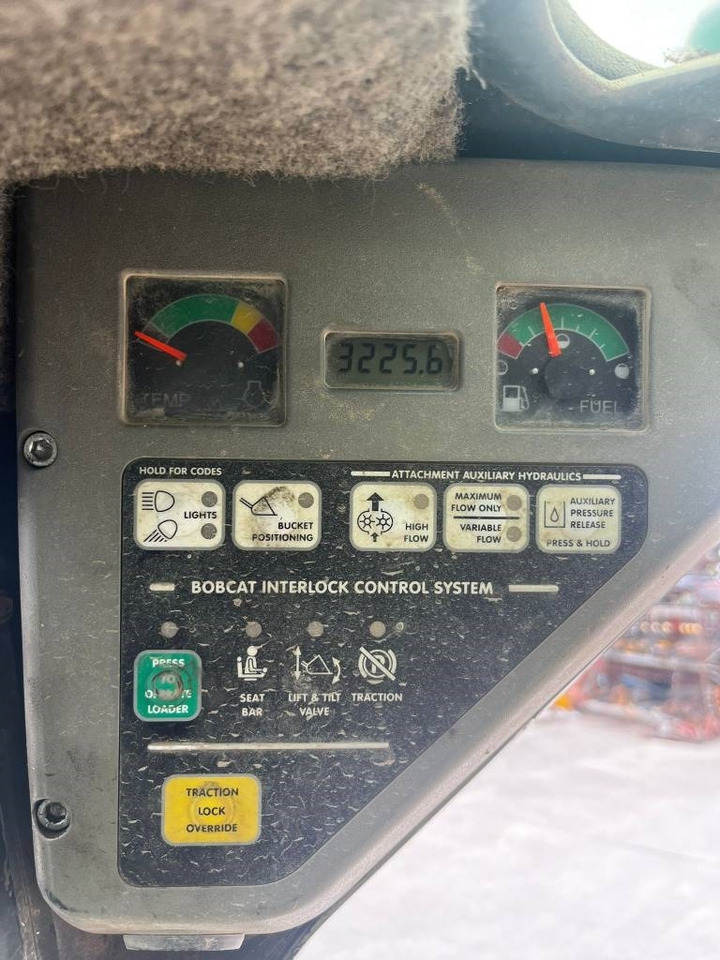 3225.6
TEMP
FUEL
HOLD FOR CODES
ATTACHMENT AUXILIARY HYDRAULICS
LIGHTS
BUCKET
POSITIONING
HIGH
FLOW
MAXIMUM
FLOW ONLY
VARIABLE
FLOW
AUXILIARY
PRESSURE
RELEASE
PRESS & HOLD
BOBCAT INTERLOCK CONTROL SYSTEM
PRESS
LOADER
SEAT
BAR
LIFT & TILT
VALVE
TRACTION
TRACTION
LOCK
OVERRIDE